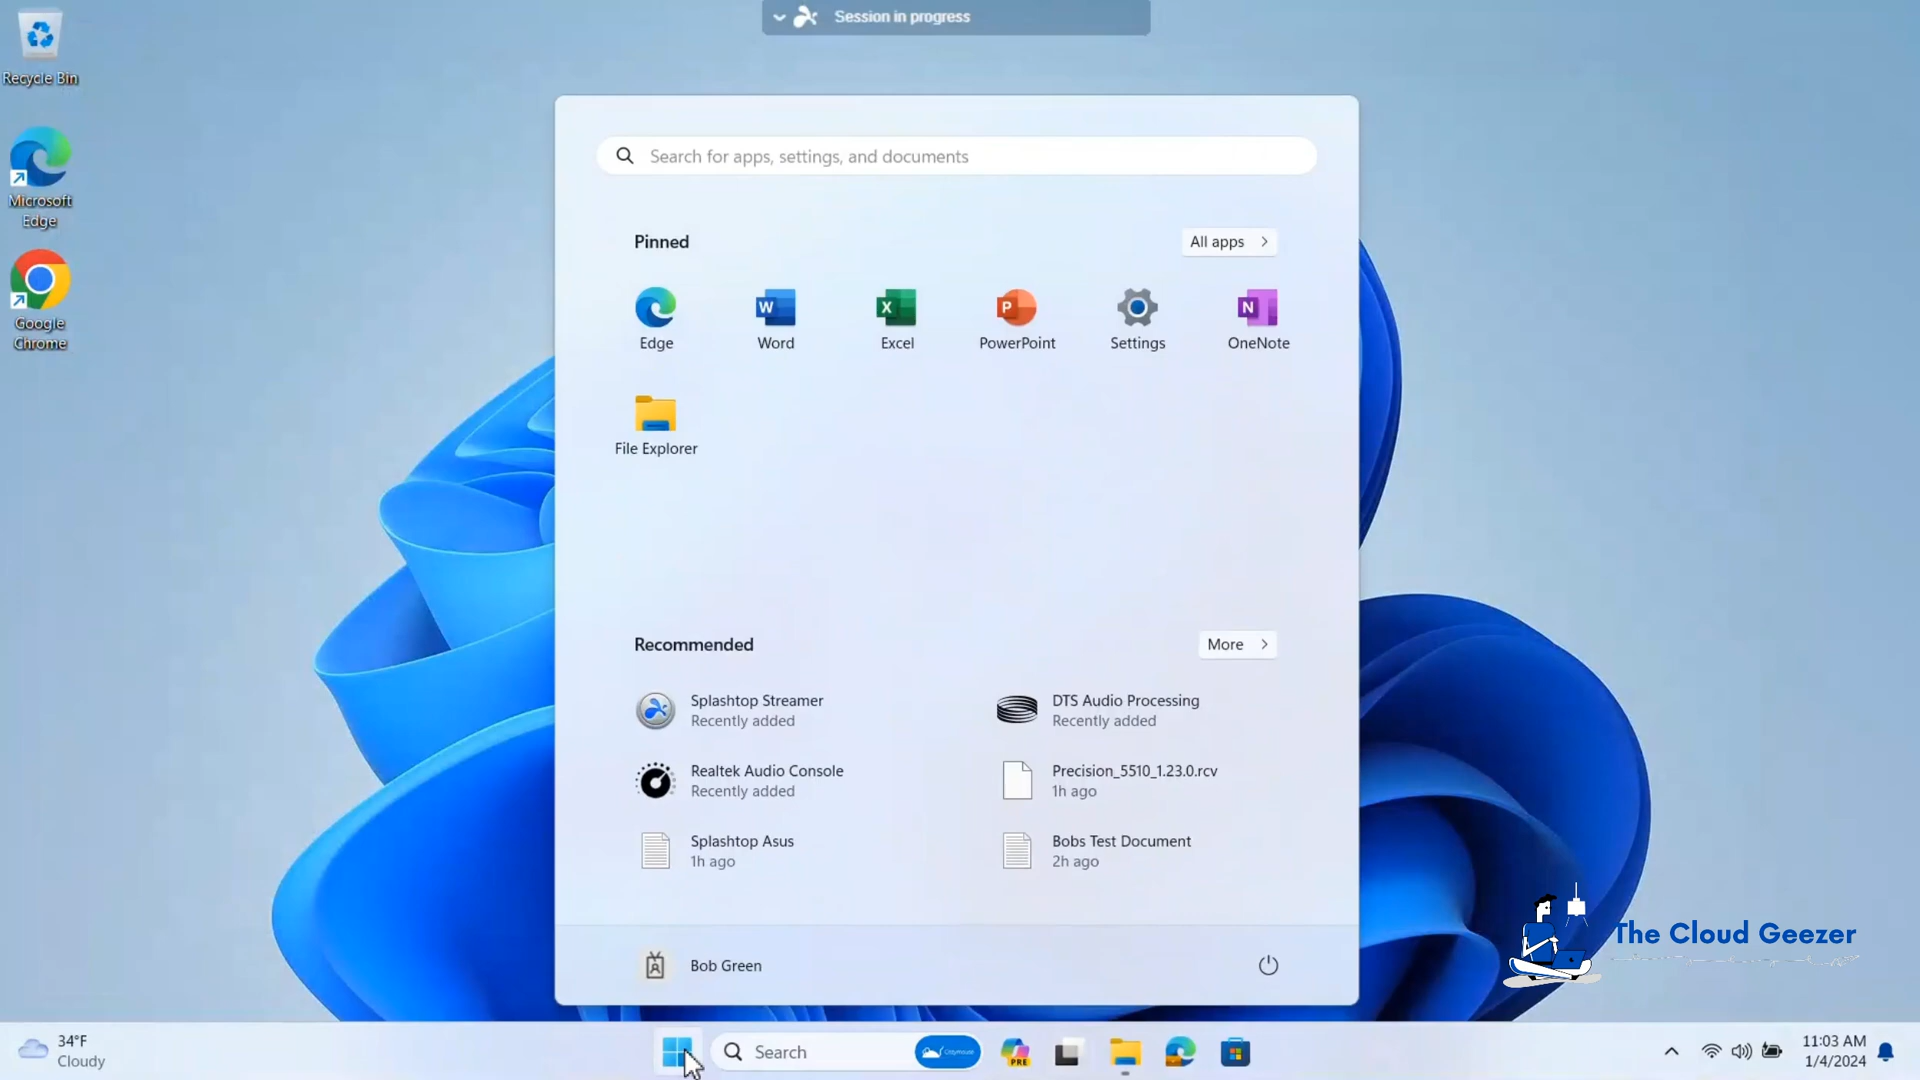 Session in progress
Recycle Bin
Microsoft
Edge
Google
Chrome
Search for apps, settings, and documents
Pinned
All apps
Edge
Word
Excel
PowerPoint
Settings
OneNote
File Explorer
Recommended
More
Splashtop Streamer
Recently added
DTS Audio Processing
Recently added
Realtek Audio Console
Recently added
Precision_5510_1.23.0.rcv
1h ago
Splashtop Asus
1h ago
Bobs Test Document
2h ago
The Cloud Geezer
Bob Green
34°F
Cloudy
Search
PRE
11:03 AM
1/4/2024